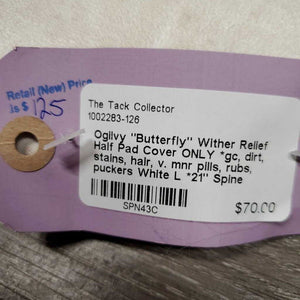 Retail (New) Price
is $ 125
The Tack Collector
1002283-126
Ogilvy "Butterfly" Wither Relief
Half Pad Cover ONLY *gc, dirt,
stains, hair, v. mnr pills, rubs,
puckers White L *21" Spine
SPN43C
$70.00